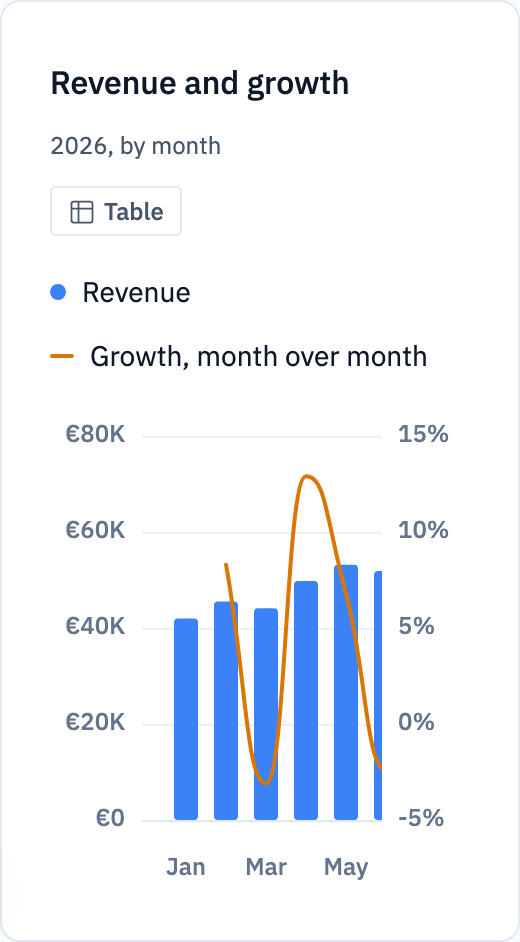 Revenue and growth
2026, by month
Table
Revenue
Growth, month over month
€80K 15%
€60K 10%
€40K 5%
€20K 0%
€0 -5%
Jan Mar May